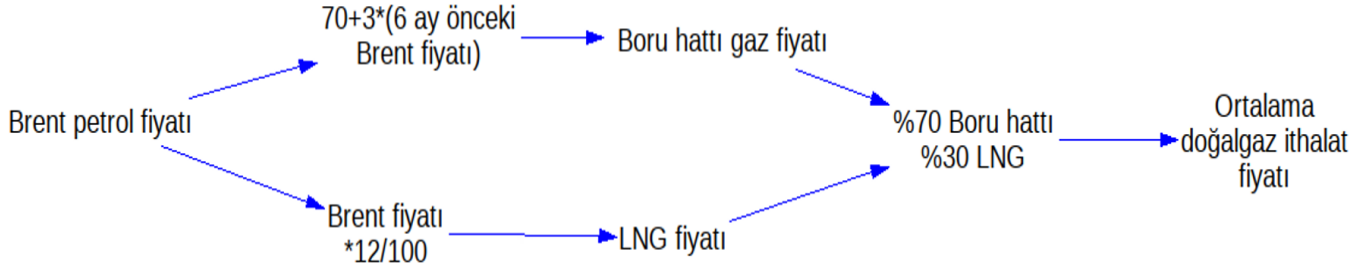 Brent petrol fiyatı
70+3*(6 ay önceki
Brent fiyatı)
Boru hattı gaz fiyatı
Brent fiyatı
*12/100
LNG fiyatı
%70 Boru hattı
%30 LNG
Ortalama
doğalgaz ithalat
fiyatı